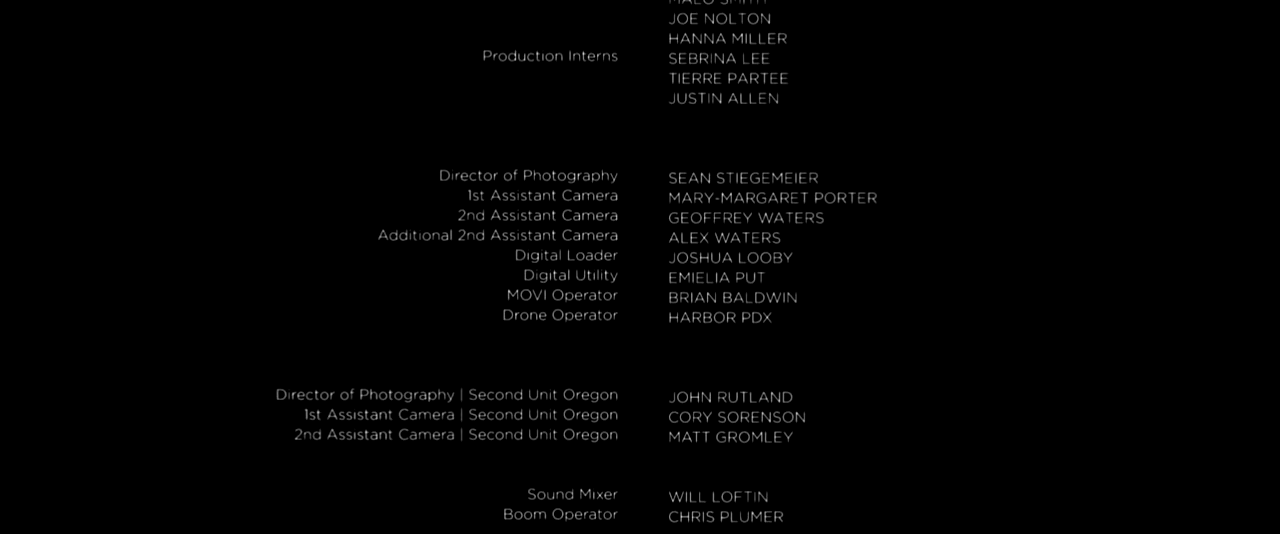 JOE NOLTON
HANNA MILLER
Production Interns SEBRINA LEE
TIERRE PARTEE
JUSTIN ALLEN
Director of Photography SEAN STIEGEMEIER
1st Assistant Camera MARY-MARGARET PORTER
2nd Assistant Camera GEOFFREY WATERS
Additional 2nd Assistant Camera ALEX WATERS
Digital Loader JOSHUA LOOBY
Digital Utility EMIELIA PUT
MOVI Operator BRIAN BALDWIN
Drone Operator HARBOR PDX
Director of Photography | Second Unit Oregon JOHN RUTLAND
1st Assistant Camera | Second Unit Oregon CORY SORENSON
2nd Assistant Camera | Second Unit Oregon MATT GROMLEY
Sound Mixer WILL LOFTIN
Boom Operator CHRIS PLUMER